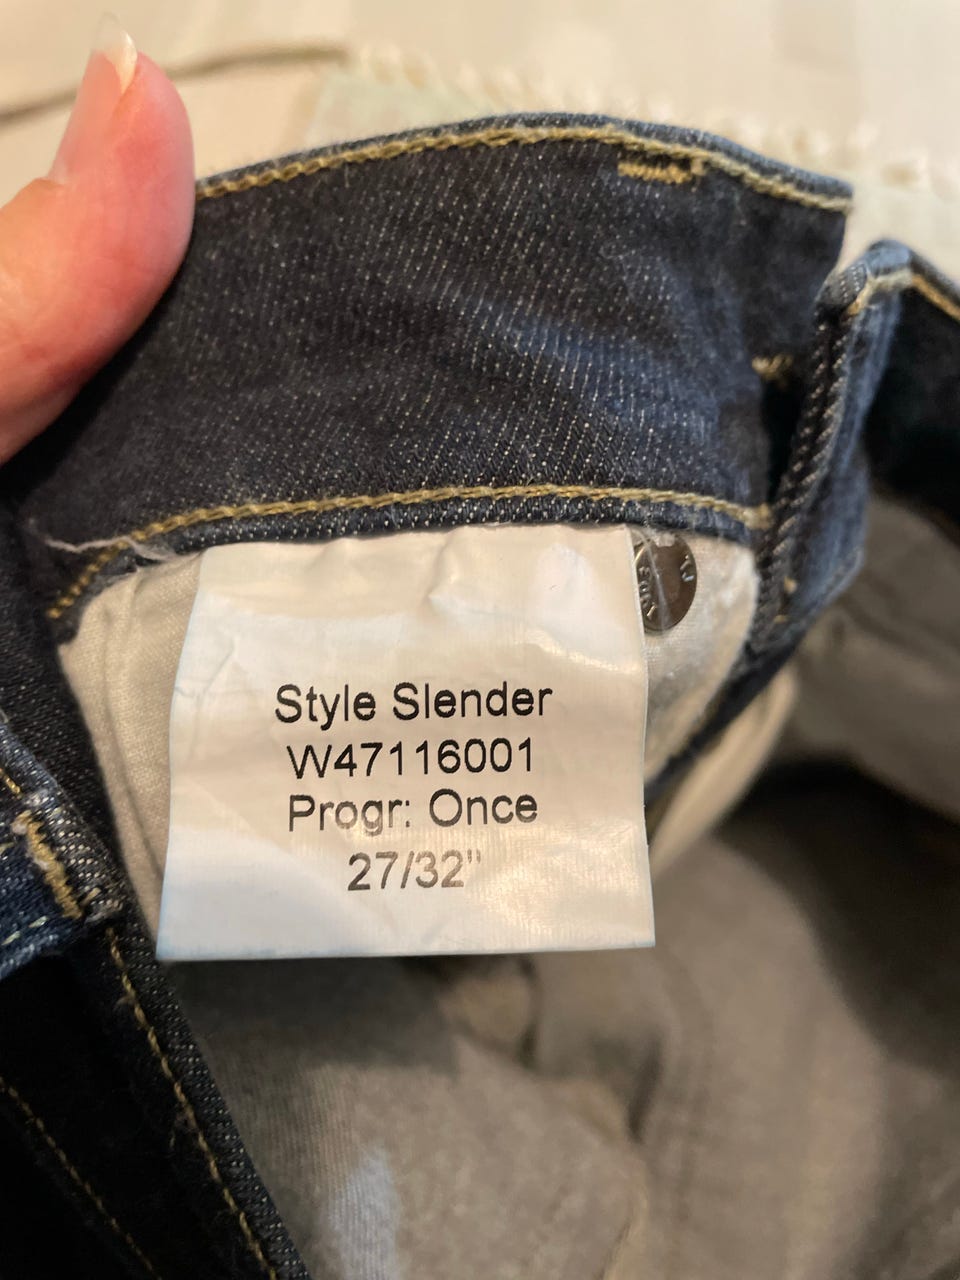 Style Slender
W47116001
Progr: Once
27/32"